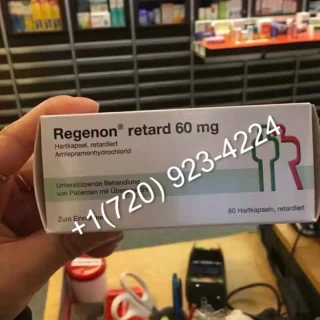 Regenon® retard 60 mg
Hartkapsel, retardiert
Amfepramonhydrochlorid
Unterstützende Behandlung
von Patienten mit
+1(720) 923-4224
Zum
60 Hartkapseln, retardiert